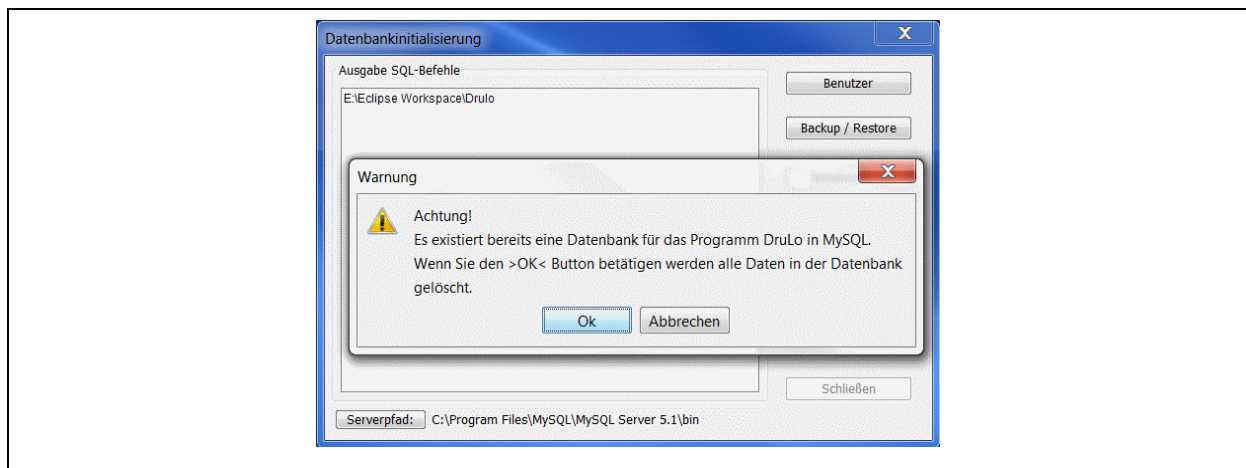 Datenbankinitialisierung
Ausgabe SQL-Befehle
E:\Eclipse Workspace\Drulo
Benutzer
Backup / Restore
Warnung
Achtung!
Es existiert bereits eine Datenbank für das Programm DruLo in MySQL.
Wenn Sie den >OK< Button betätigen werden alle Daten in der Datenbank
gelöscht.
Ok
Abbrechen
Schließen
Serverpfad: C:\Program Files\MySQL\MySQL Server 5.1\bin